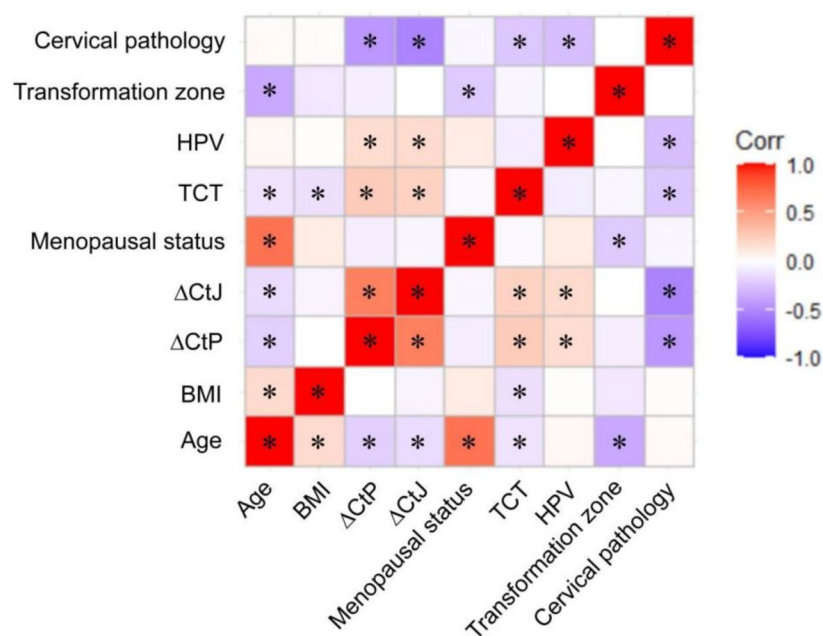 Cervical pathology
* * * * *
Transformation zone
* * *
HPV
* * * *
TCT
* * * * * *
Menopausal status
* * *
ΔCtJ
* * * * * *
ΔCtP
* * * * * *
BMI
* * *
Age
* * * * * * *
Age
BMI
ΔCtP
ΔCtJ
Menopausal status
TCT
HPV
Transformation zone
Cervical pathology
Corr
1.0
0.5
0.0
-0.5
-1.0